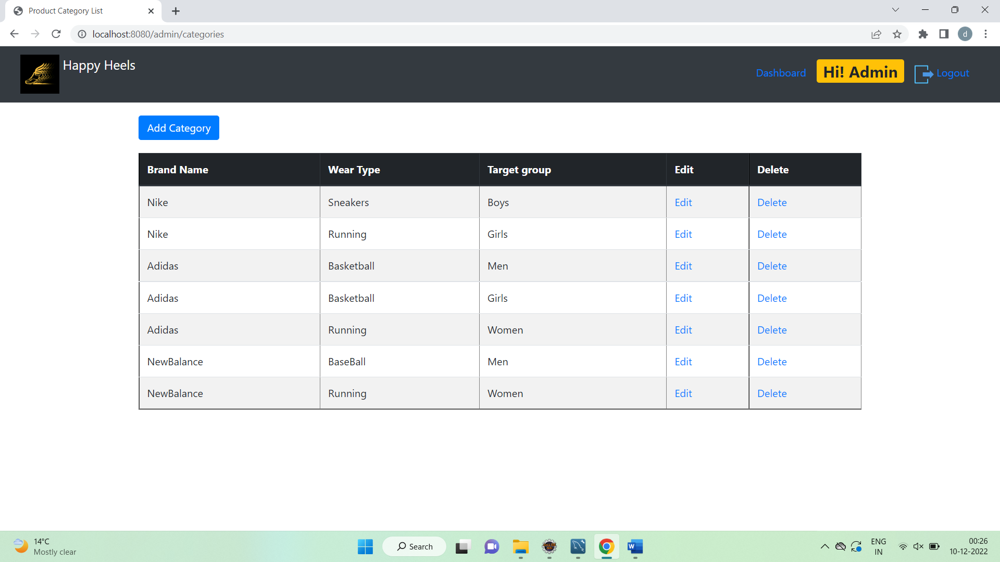 Product Category List
localhost:8080/admin/categories
d
Happy Heels
Dashboard Hi! Admin Logout
Add Category
Brand Name Wear Type Target group Edit Delete
Nike Sneakers Boys Edit Delete
Nike Running Girls Edit Delete
Adidas Basketball Men Edit Delete
Adidas Basketball Girls Edit Delete
Adidas Running Women Edit Delete
NewBalance BaseBall Men Edit Delete
NewBalance Running Women Edit Delete
14°C
Mostly clear
Search
W
ENG
IN
00:26
10-12-2022